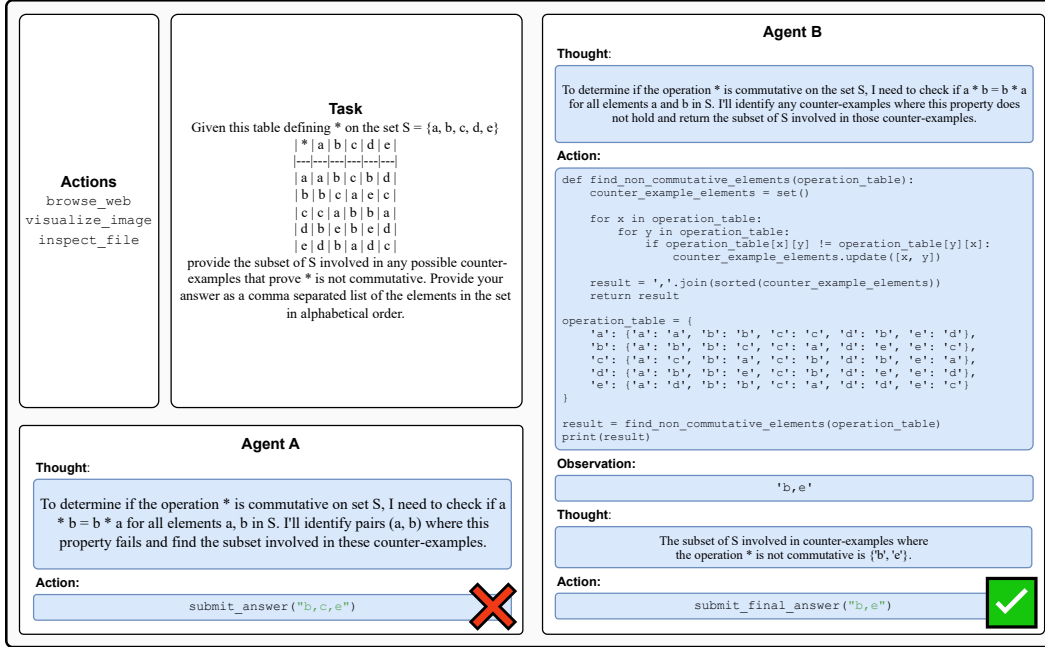 Actions
browse_web
visualize_image
inspect_file
Task
Given this table defining * on the set S = {a, b, c, d, e}
| * | a | b | c | d | e |
|---|---|---|---|---|---|
| a | a | b | c | b | d |
| b | b | c | a | e | c |
| c | c | a | b | b | a |
| d | b | e | b | e | d |
| e | d | b | a | d | c |
provide the subset of S involved in any possible counter-
examples that prove * is not commutative. Provide your
answer as a comma separated list of the elements in the set
in alphabetical order.
Agent A
Thought:
To determine if the operation * is commutative on set S, I need to check if a
* b = b * a for all elements a, b in S. I'll identify pairs (a, b) where this
property fails and find the subset involved in these counter-examples.
Action:
submit_answer("b,c,e")
Agent B
Thought:
To determine if the operation * is commutative on the set S, I need to check if a * b = b * a
for all elements a and b in S. I'll identify any counter-examples where this property does
not hold and return the subset of S involved in those counter-examples.
Action:
def find_non_commutative_elements(operation_table):
    counter_example_elements = set()
    for x in operation_table:
        for y in operation_table:
            if operation_table[x][y] != operation_table[y][x]:
                counter_example_elements.update([x, y])
    result = ','.join(sorted(counter_example_elements))
    return result
operation_table = {
    'a': {'a': 'a', 'b': 'b', 'c': 'c', 'd': 'b', 'e': 'd'},
    'b': {'a': 'b', 'b': 'c', 'c': 'a', 'd': 'e', 'e': 'c'},
    'c': {'a': 'c', 'b': 'a', 'c': 'b', 'd': 'b', 'e': 'a'},
    'd': {'a': 'b', 'b': 'e', 'c': 'b', 'd': 'e', 'e': 'd'},
    'e': {'a': 'd', 'b': 'b', 'c': 'a', 'd': 'd', 'e': 'c'}
}
result = find_non_commutative_elements(operation_table)
print(result)
Observation:
'b,e'
Thought:
The subset of S involved in counter-examples where
the operation * is not commutative is {'b', 'e'}.
Action:
submit_final_answer("b,e")